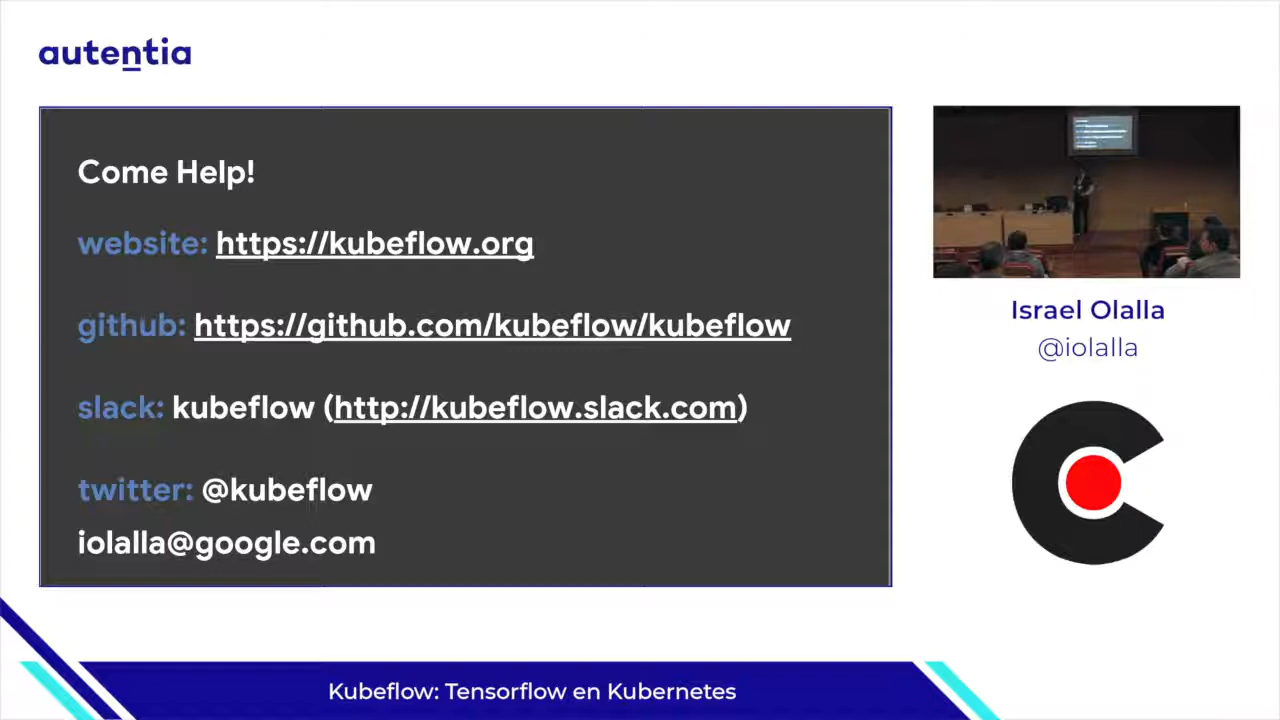 autentia
Come Help!
website: https://kubeflow.org
github: https://github.com/kubeflow/kubeflow
slack: kubeflow (http://kubeflow.slack.com)
twitter: @kubeflow
iolalla@google.com
Israel Olalla
@iolalla
Kubeflow: Tensorflow en Kubernetes